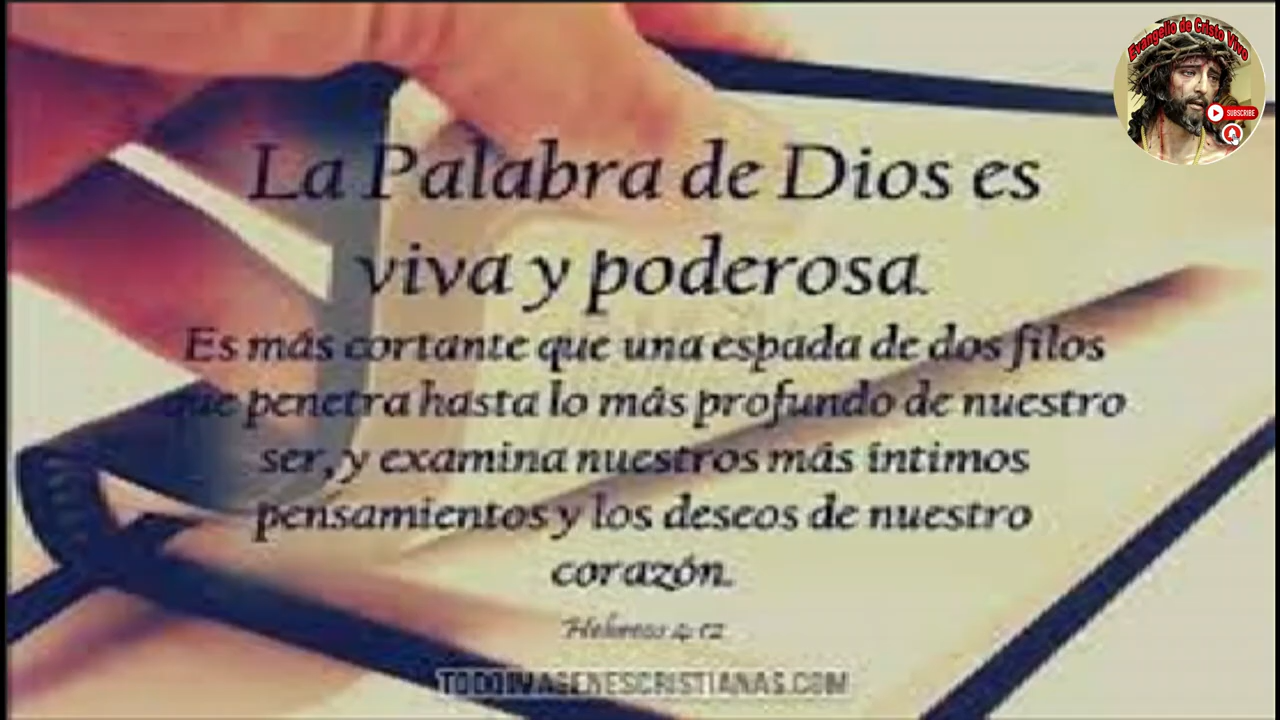 Evangelio de Cristo Vivo
SUBSCRIBE
La Palabra de Dios es
viva y poderosa.
Es más cortante que una espada de dos filos
que penetra hasta lo más profundo de nuestro
ser, y examina nuestros más íntimos
pensamientos y los deseos de nuestro
corazón.
Hebreos 4:12
TODOIMAGENESCRISTIANAS.COM